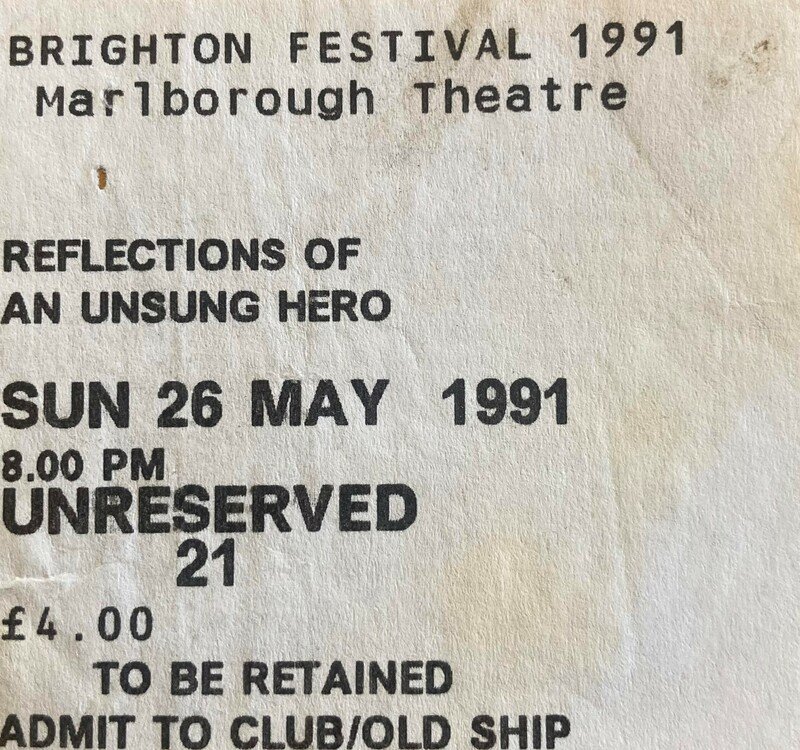 BRIGHTON FESTIVAL 1991
Marlborough Theatre
REFLECTIONS OF
AN UNSUNG HERO
SUN 26 MAY 1991
8.00 PM
UNRESERVED
21
£4.00
TO BE RETAINED
ADMIT TO CLUB/OLD SHIP